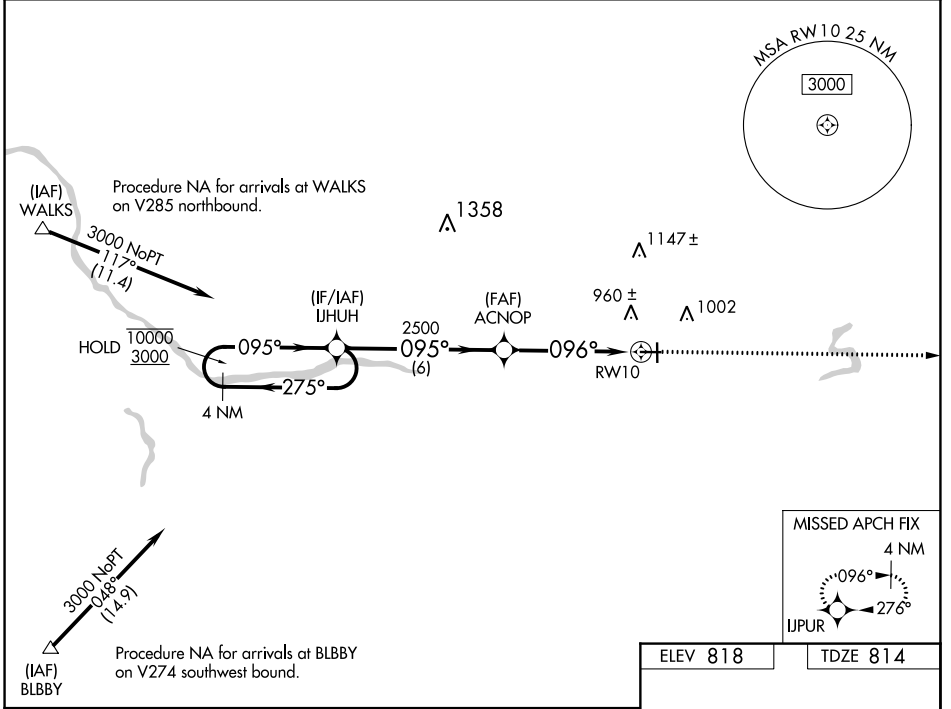 MSA RW10 25 NM
3000
(IAF)
WALKS
Procedure NA for arrivals at WALKS
on V285 northbound.
3000 NoPT
117°
(11.4)
1358
1147 ±
960 ±
1002
(IF/IAF)
IJHUH
(FAF)
ACNOP
HOLD
10000
3000
095°
2500
095°
(6)
096°
RW10
275°
4 NM
3000 NoPT
048°
(14.9)
(IAF)
BLBBY
Procedure NA for arrivals at BLBBY
on V274 southwest bound.
MISSED APCH FIX
4 NM
096°
276°
IJPUR
ELEV 818
TDZE 814